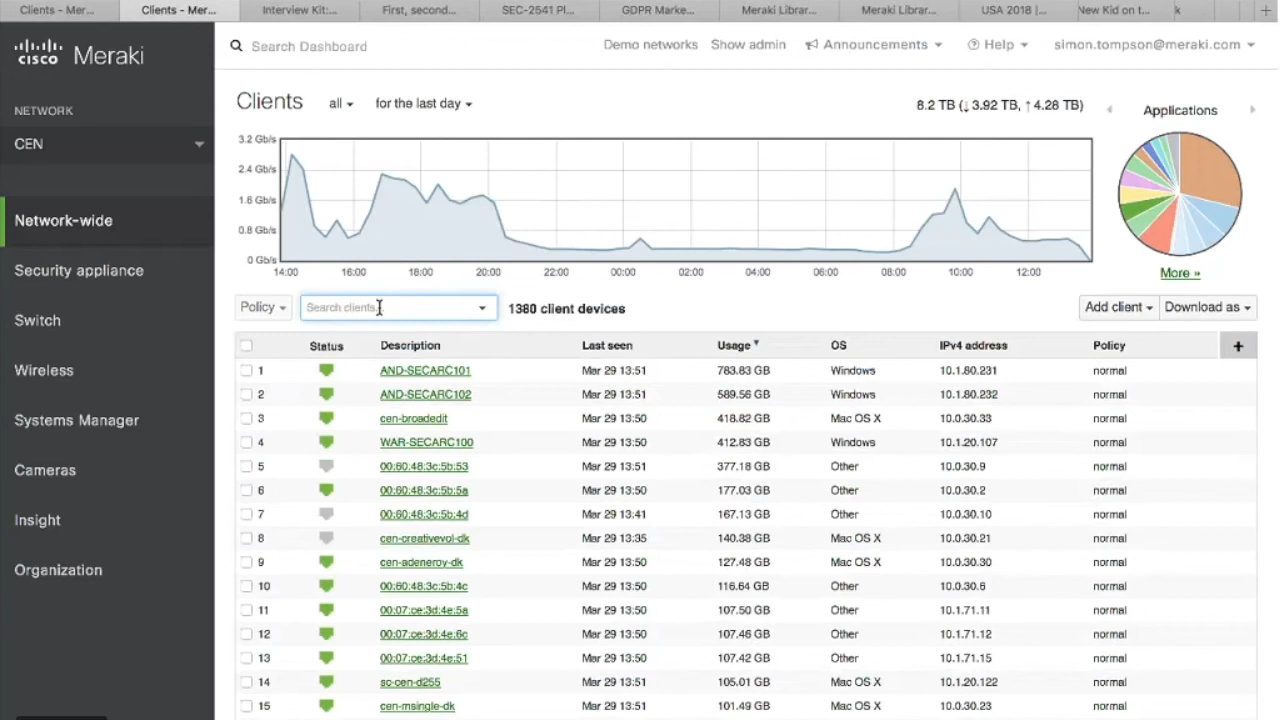 Clients - Mer...
Clients - Mer...
Interview Kit:...
First, second...
SEC-2541 Pl...
GDPR Marke...
Meraki Librar...
Meraki Librar...
USA 2018 |...
New Kid on t...
k
+
cisco Meraki
Search Dashboard
Demo networks Show admin Announcements Help simon.tompson@meraki.com
NETWORK
CEN
Network-wide
Security appliance
Switch
Wireless
Systems Manager
Cameras
Insight
Organization
Clients all for the last day
8.2 TB (↓ 3.92 TB, ↑ 4.28 TB)
Applications
3.2 Gb/s
2.4 Gb/s
1.6 Gb/s
0.8 Gb/s
0 Gb/s
14:00 16:00 18:00 20:00 22:00 00:00 02:00 04:00 06:00 08:00 10:00 12:00
More »
Policy Search clients... 1380 client devices Add client Download as
Status Description Last seen Usage OS IPv4 address Policy +
1 AND-SECARC101 Mar 29 13:51 783.83 GB Windows 10.1.80.231 normal
2 AND-SECARC102 Mar 29 13:51 589.56 GB Windows 10.1.80.232 normal
3 cen-broadedit Mar 29 13:50 418.82 GB Mac OS X 10.0.30.33 normal
4 WAR-SECARC100 Mar 29 13:50 412.83 GB Windows 10.1.20.107 normal
5 00:60:48:3c:5b:53 Mar 29 13:51 377.18 GB Other 10.0.30.9 normal
6 00:60:48:3c:5b:5a Mar 29 13:50 177.03 GB Other 10.0.30.2 normal
7 00:60:48:3c:5b:4d Mar 29 13:41 167.13 GB Other 10.0.30.10 normal
8 cen-creativevol-dk Mar 29 13:35 140.38 GB Mac OS X 10.0.30.21 normal
9 cen-adeneroy-dk Mar 29 13:50 127.48 GB Mac OS X 10.0.30.30 normal
10 00:60:48:3c:5b:4c Mar 29 13:50 116.64 GB Other 10.0.30.6 normal
11 00:07:ce:3d:4e:5a Mar 29 13:50 107.50 GB Other 10.1.71.11 normal
12 00:07:ce:3d:4e:6c Mar 29 13:50 107.46 GB Other 10.1.71.12 normal
13 00:07:ce:3d:4e:51 Mar 29 13:50 107.42 GB Other 10.1.71.15 normal
14 sc-cen-d255 Mar 29 13:51 105.01 GB Mac OS X 10.1.20.122 normal
15 cen-msingle-dk Mar 29 13:51 101.49 GB Mac OS X 10.0.30.23 normal